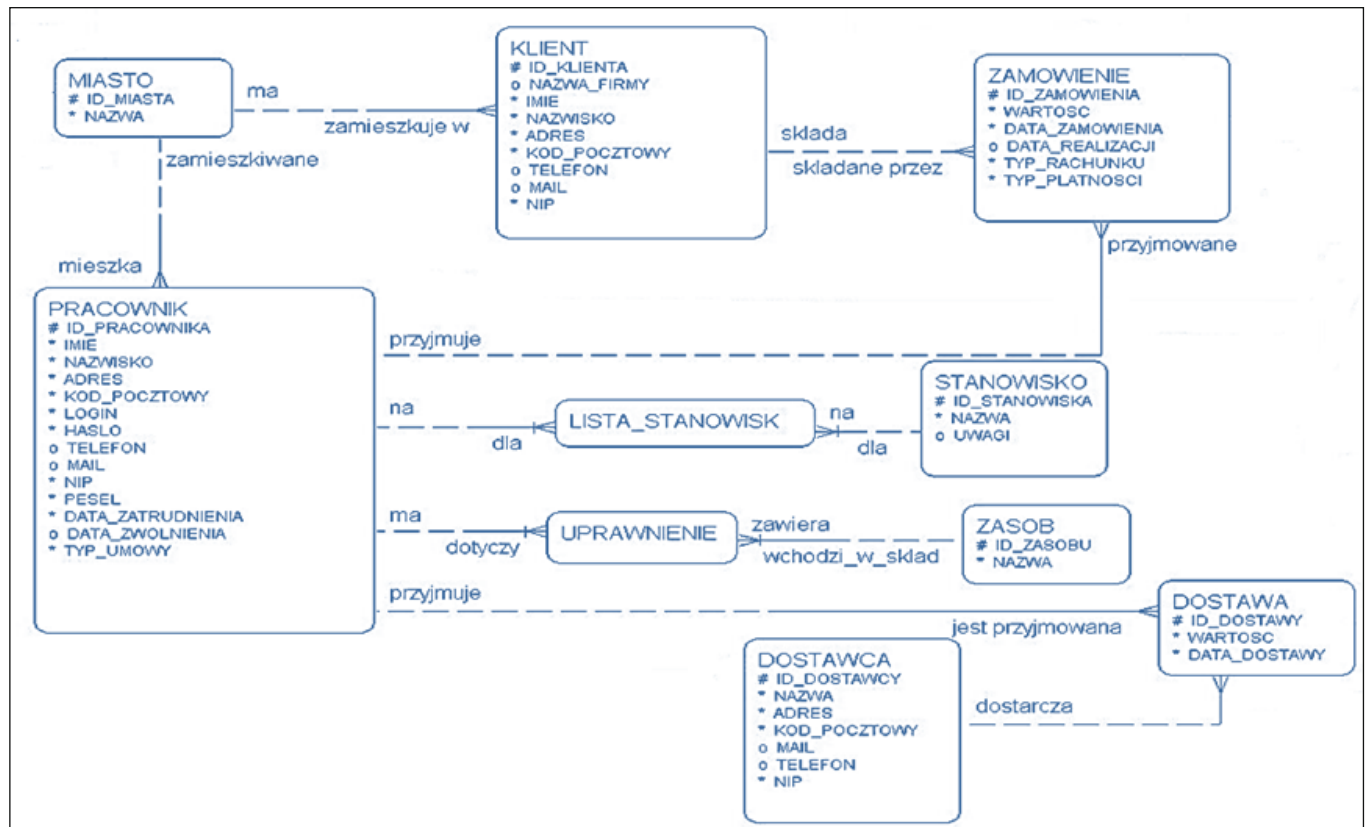 MIASTO
# ID_MIASTA
* NAZWA
ma
zamieszkuje w
zamieszkiwane
mieszka
KLIENT
# ID_KLIENTA
o NAZWA_FIRMY
* IMIE
* NAZWISKO
* ADRES
* KOD_POCZTOWY
o TELEFON
o MAIL
* NIP
sklada
skladane przez
ZAMOWIENIE
# ID_ZAMOWIENIA
* WARTOSC
* DATA_ZAMOWIENIA
o DATA_REALIZACJI
* TYP_RACHUNKU
* TYP_PLATNOSCI
przyjmowane
PRACOWNIK
# ID_PRACOWNIKA
* IMIE
* NAZWISKO
* ADRES
* KOD_POCZTOWY
* LOGIN
* HASLO
o TELEFON
o MAIL
* NIP
* PESEL
* DATA_ZATRUDNIENIA
o DATA_ZWOLNIENIA
* TYP_UMOWY
przyjmuje
na
dla
LISTA_STANOWISK
na
dla
STANOWISKO
# ID_STANOWISKA
* NAZWA
o UWAGI
ma
dotyczy
UPRAWNIENIE
zawiera
wchodzi_w_sklad
ZASOB
# ID_ZASOBU
* NAZWA
przyjmuje
jest przyjmowana
DOSTAWA
# ID_DOSTAWY
* WARTOSC
* DATA_DOSTAWY
DOSTAWCA
# ID_DOSTAWCY
* NAZWA
* ADRES
* KOD_POCZTOWY
o MAIL
o TELEFON
* NIP
dostarcza